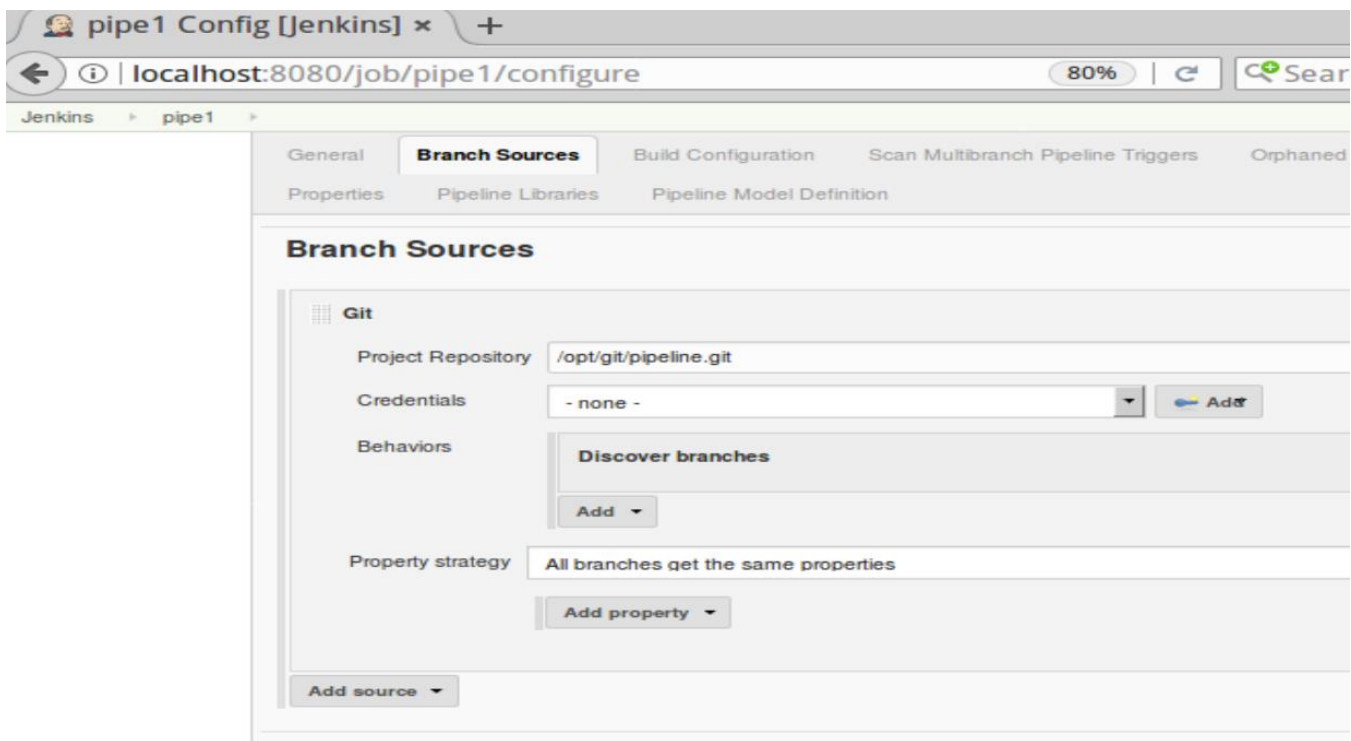 pipe1 Config [Jenkins] × +
localhost:8080/job/pipe1/configure 80% Sear
Jenkins pipe1
General Branch Sources Build Configuration Scan Multibranch Pipeline Triggers Orphaned
Properties Pipeline Libraries Pipeline Model Definition
Branch Sources
Git
Project Repository /opt/git/pipeline.git
Credentials - none - Add
Behaviors
Discover branches
Add
Property strategy All branches get the same properties
Add property
Add source